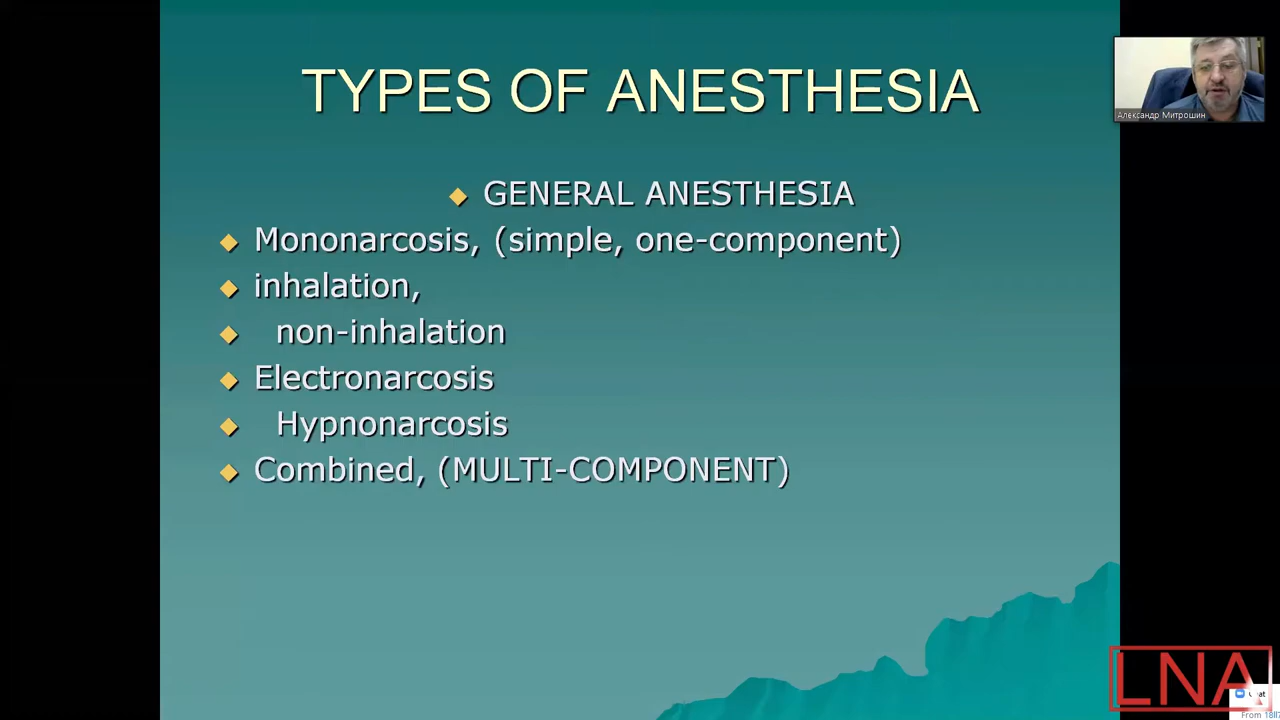 TYPES OF ANESTHESIA
Александр Митрошин
GENERAL ANESTHESIA
Mononarcosis, (simple, one-component)
inhalation,
non-inhalation
Electronarcosis
Hypnonarcosis
Combined, (MULTI-COMPONENT)
LNA
From